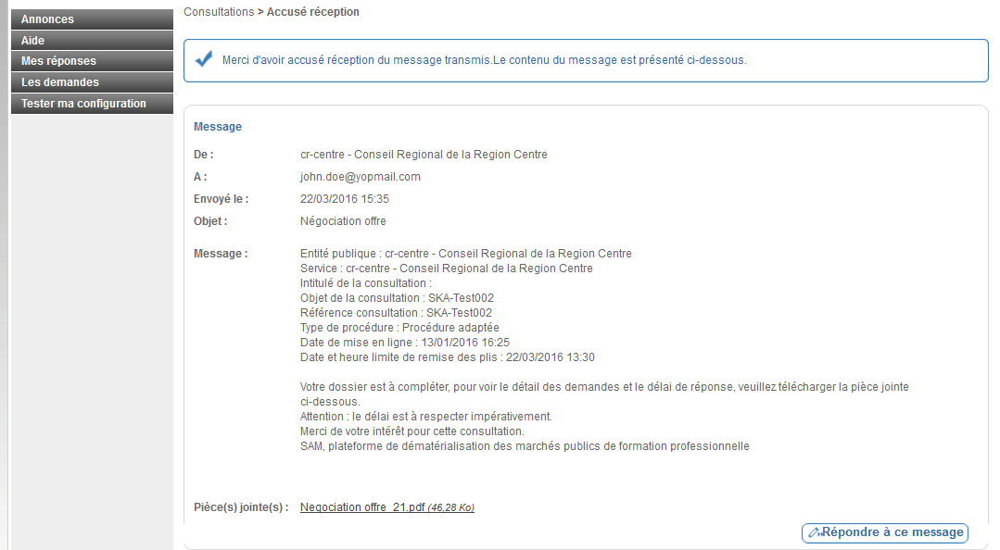 Annonces
Aide
Mes réponses
Les demandes
Tester ma configuration
Consultations > Accusé réception
Merci d'avoir accusé réception du message transmis.Le contenu du message est présenté ci-dessous.
Message
De : cr-centre - Conseil Regional de la Region Centre
A : john.doe@yopmail.com
Envoyé le : 22/03/2016 15:35
Objet : Négociation offre
Message : Entité publique : cr-centre - Conseil Regional de la Region Centre
Service : cr-centre - Conseil Regional de la Region Centre
Intitulé de la consultation :
Objet de la consultation : SKA-Test002
Référence consultation : SKA-Test002
Type de procédure : Procédure adaptée
Date de mise en ligne : 13/01/2016 16:25
Date et heure limite de remise des plis : 22/03/2016 13:30
Votre dossier est à compléter, pour voir le détail des demandes et le délai de réponse, veuillez télécharger la pièce jointe
ci-dessous.
Attention : le délai est à respecter impérativement.
Merci de votre intérêt pour cette consultation.
SAM, plateforme de dématérialisation des marchés publics de formation professionnelle
Pièce(s) jointe(s) : Negociation offre_21.pdf (46,28 Ko)
Répondre à ce message